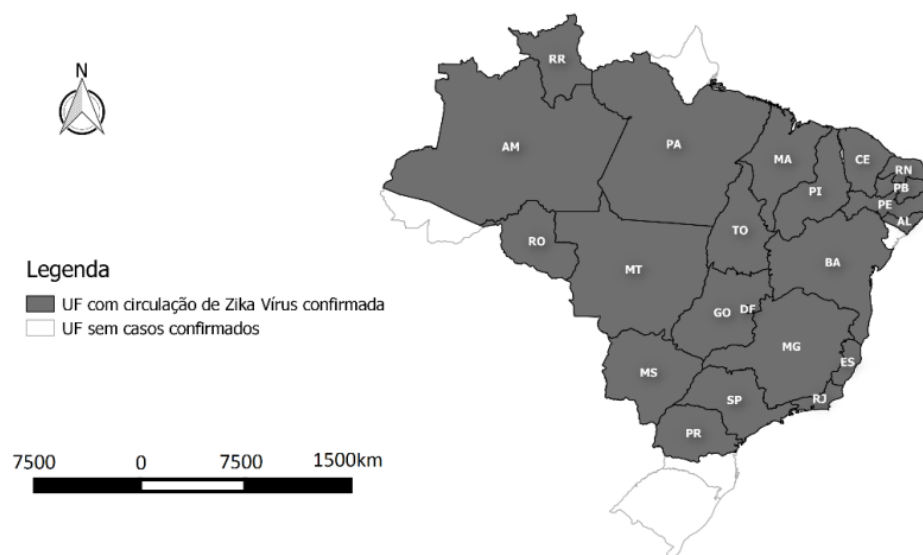 N
RR
AM
PA
MA
CE
RN
PB
PE
AL
PI
TO
RO
MT
BA
GO
DF
MG
ES
MS
SP
RJ
PR
Legenda
UF com circulação de Zika Vírus confirmada
UF sem casos confirmados
7500 0 7500 1500km